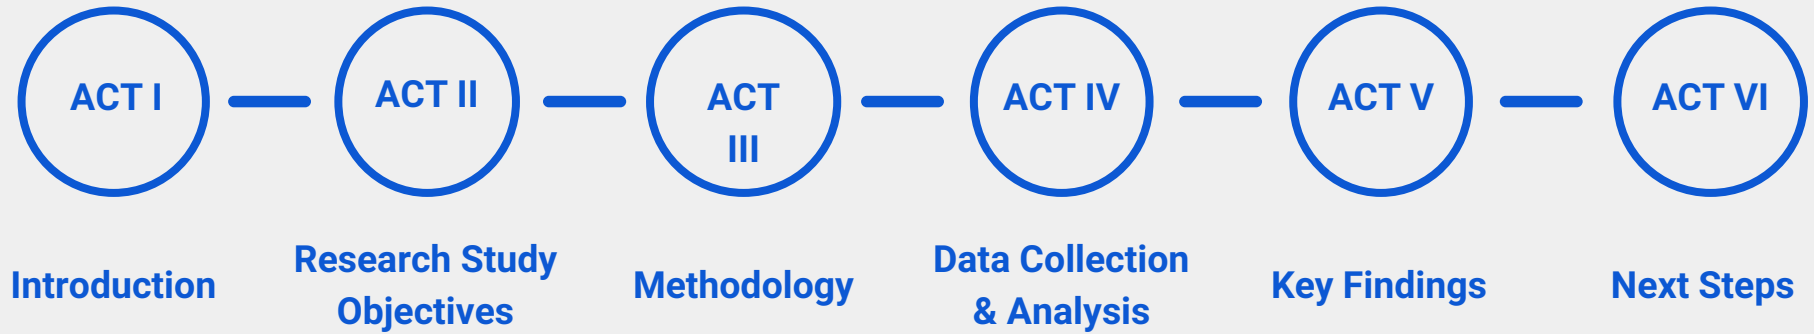 ACT I
ACT II
ACT
III
ACT IV
ACT V
ACT VI
Introduction
Research Study
Objectives
Methodology
Data Collection
& Analysis
Key Findings
Next Steps